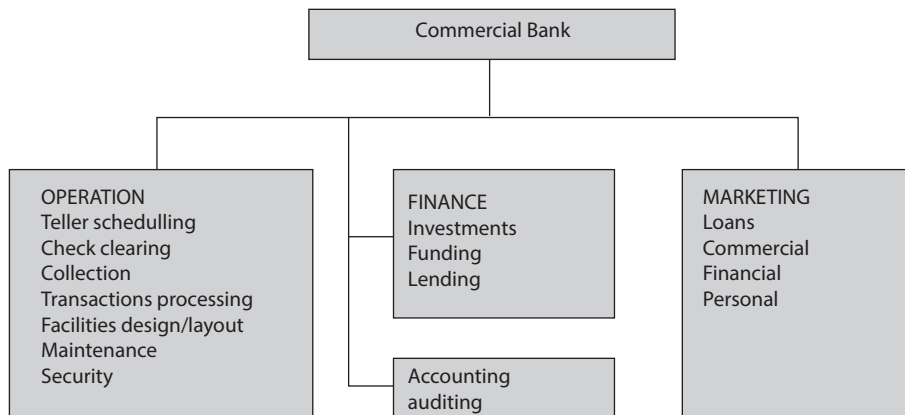 Commercial Bank
OPERATION
Teller schedulling
Check clearing
Collection
Transactions processing
Facilities design/layout
Maintenance
Security
FINANCE
Investments
Funding
Lending
Accounting
auditing
MARKETING
Loans
Commercial
Financial
Personal